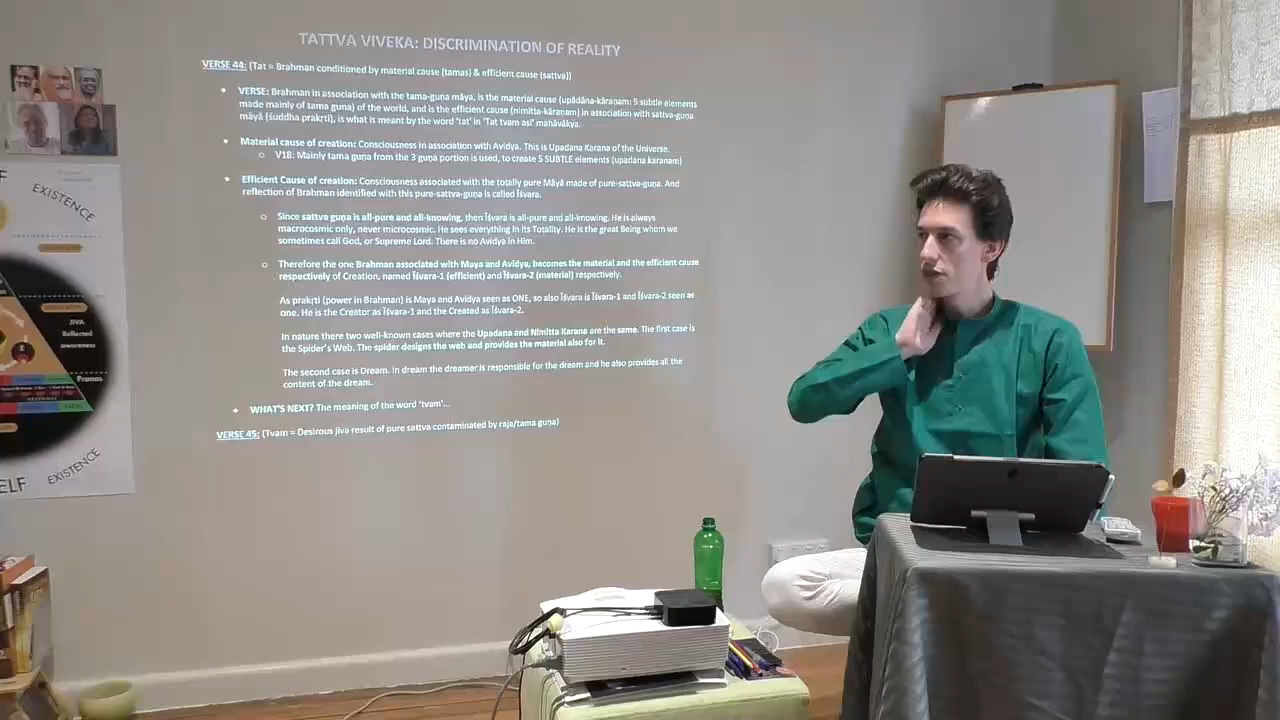 TATTVA VIVEKA: DISCRIMINATION OF REALITY
VERSE 44: (Tat = Brahman conditioned by material cause (tamas) & efficient cause (sattva))
• VERSE: Brahman in association with the tama-guṇa māya, is the material cause (upādāna-kāraṇam: 5 subtle elements
made mainly of tama guṇa) of the world, and is the efficient cause (nimitta-kāraṇam) in association with sattva-guṇa
māyā (śuddha prakṛti), is what is meant by the word 'tat' in 'Tat tvam asi' mahāvākya.
• Material cause of creation: Consciousness in association with Avidya. This is Upadana Karana of the Universe.
o V18: Mainly tama guṇa from the 3 guṇa portion is used, to create 5 SUBTLE elements (upadana karanam)
• Efficient Cause of creation: Consciousness associated with the totally pure Māyā made of pure-sattva-guṇa. And
reflection of Brahman identified with this pure-sattva-guṇa is called Īśvara.
o Since sattva guṇa is all-pure and all-knowing, then Īśvara is all-pure and all-knowing. He is always
macrocosmic only, never microcosmic. He sees everything in its Totality. He is the great Being whom we
sometimes call God, or Supreme Lord. There is no Avidya in Him.
o Therefore the one Brahman associated with Maya and Avidya, becomes the material and the efficient cause
respectively of Creation, named Īśvara-1 (efficient) and Īśvara-2 (material) respectively.
As prakṛti (power in Brahman) is Maya and Avidya seen as ONE, so also Īśvara is Īśvara-1 and Īśvara-2 seen as
one. He is the Creator as Īśvara-1 and the Created as Īśvara-2.
In nature there two well-known cases where the Upadana and Nimitta Karana are the same. The first case is
the Spider's Web. The spider designs the web and provides the material also for it.
The second case is Dream. In dream the dreamer is responsible for the dream and he also provides all the
content of the dream.
• WHAT'S NEXT? The meaning of the word 'tvam'...
VERSE 45: (Tvam = Desirous jiva result of pure sattva contaminated by raja/tama guṇa)
EXISTENCE
JIVA
Reflected
Pranas
EXISTENCE